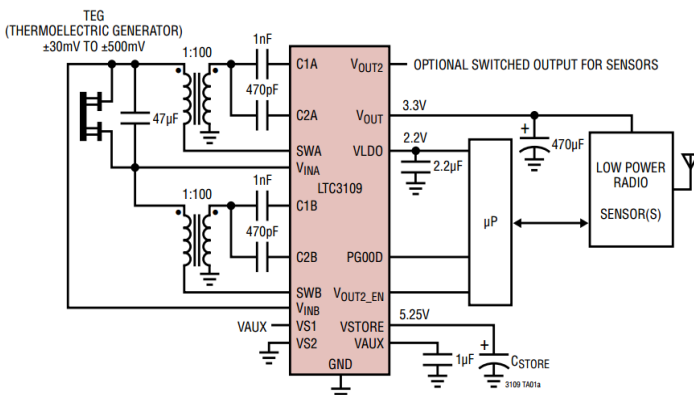 TEG
(THERMOELECTRIC GENERATOR)
±30mV TO ±500mV
1:100
1nF
470pF
47µF
1:100
1nF
470pF
VAUX
C1A
C2A
SWA
VINA
LTC3109
C1B
C2B
SWB
VINB
VS1
VS2
GND
VOUT2
VOUT
VLDO
PG00D
VOUT2_EN
VSTORE
VAUX
OPTIONAL SWITCHED OUTPUT FOR SENSORS
3.3V
2.2V
2.2µF
470µF
+
µP
LOW POWER
RADIO
SENSOR(S)
5.25V
1µF
+
CSTORE
3109 TA01a